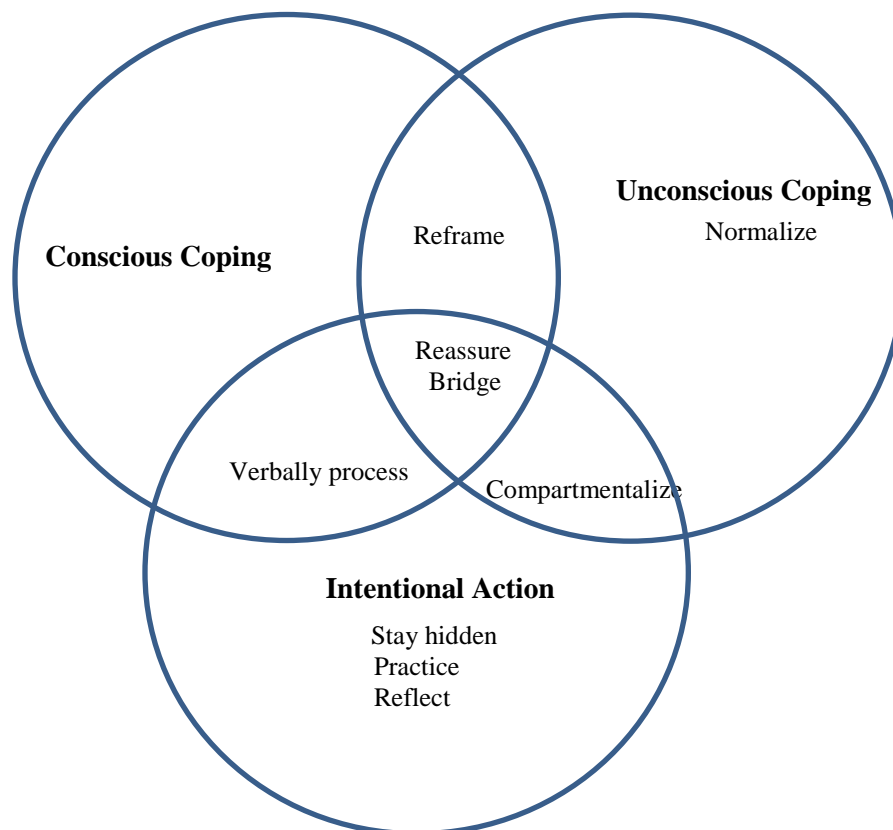 Unconscious Coping
Normalize
Conscious Coping
Reframe
Reassure
Bridge
Verbally process
Compartmentalize
Intentional Action
Stay hidden
Practice
Reflect